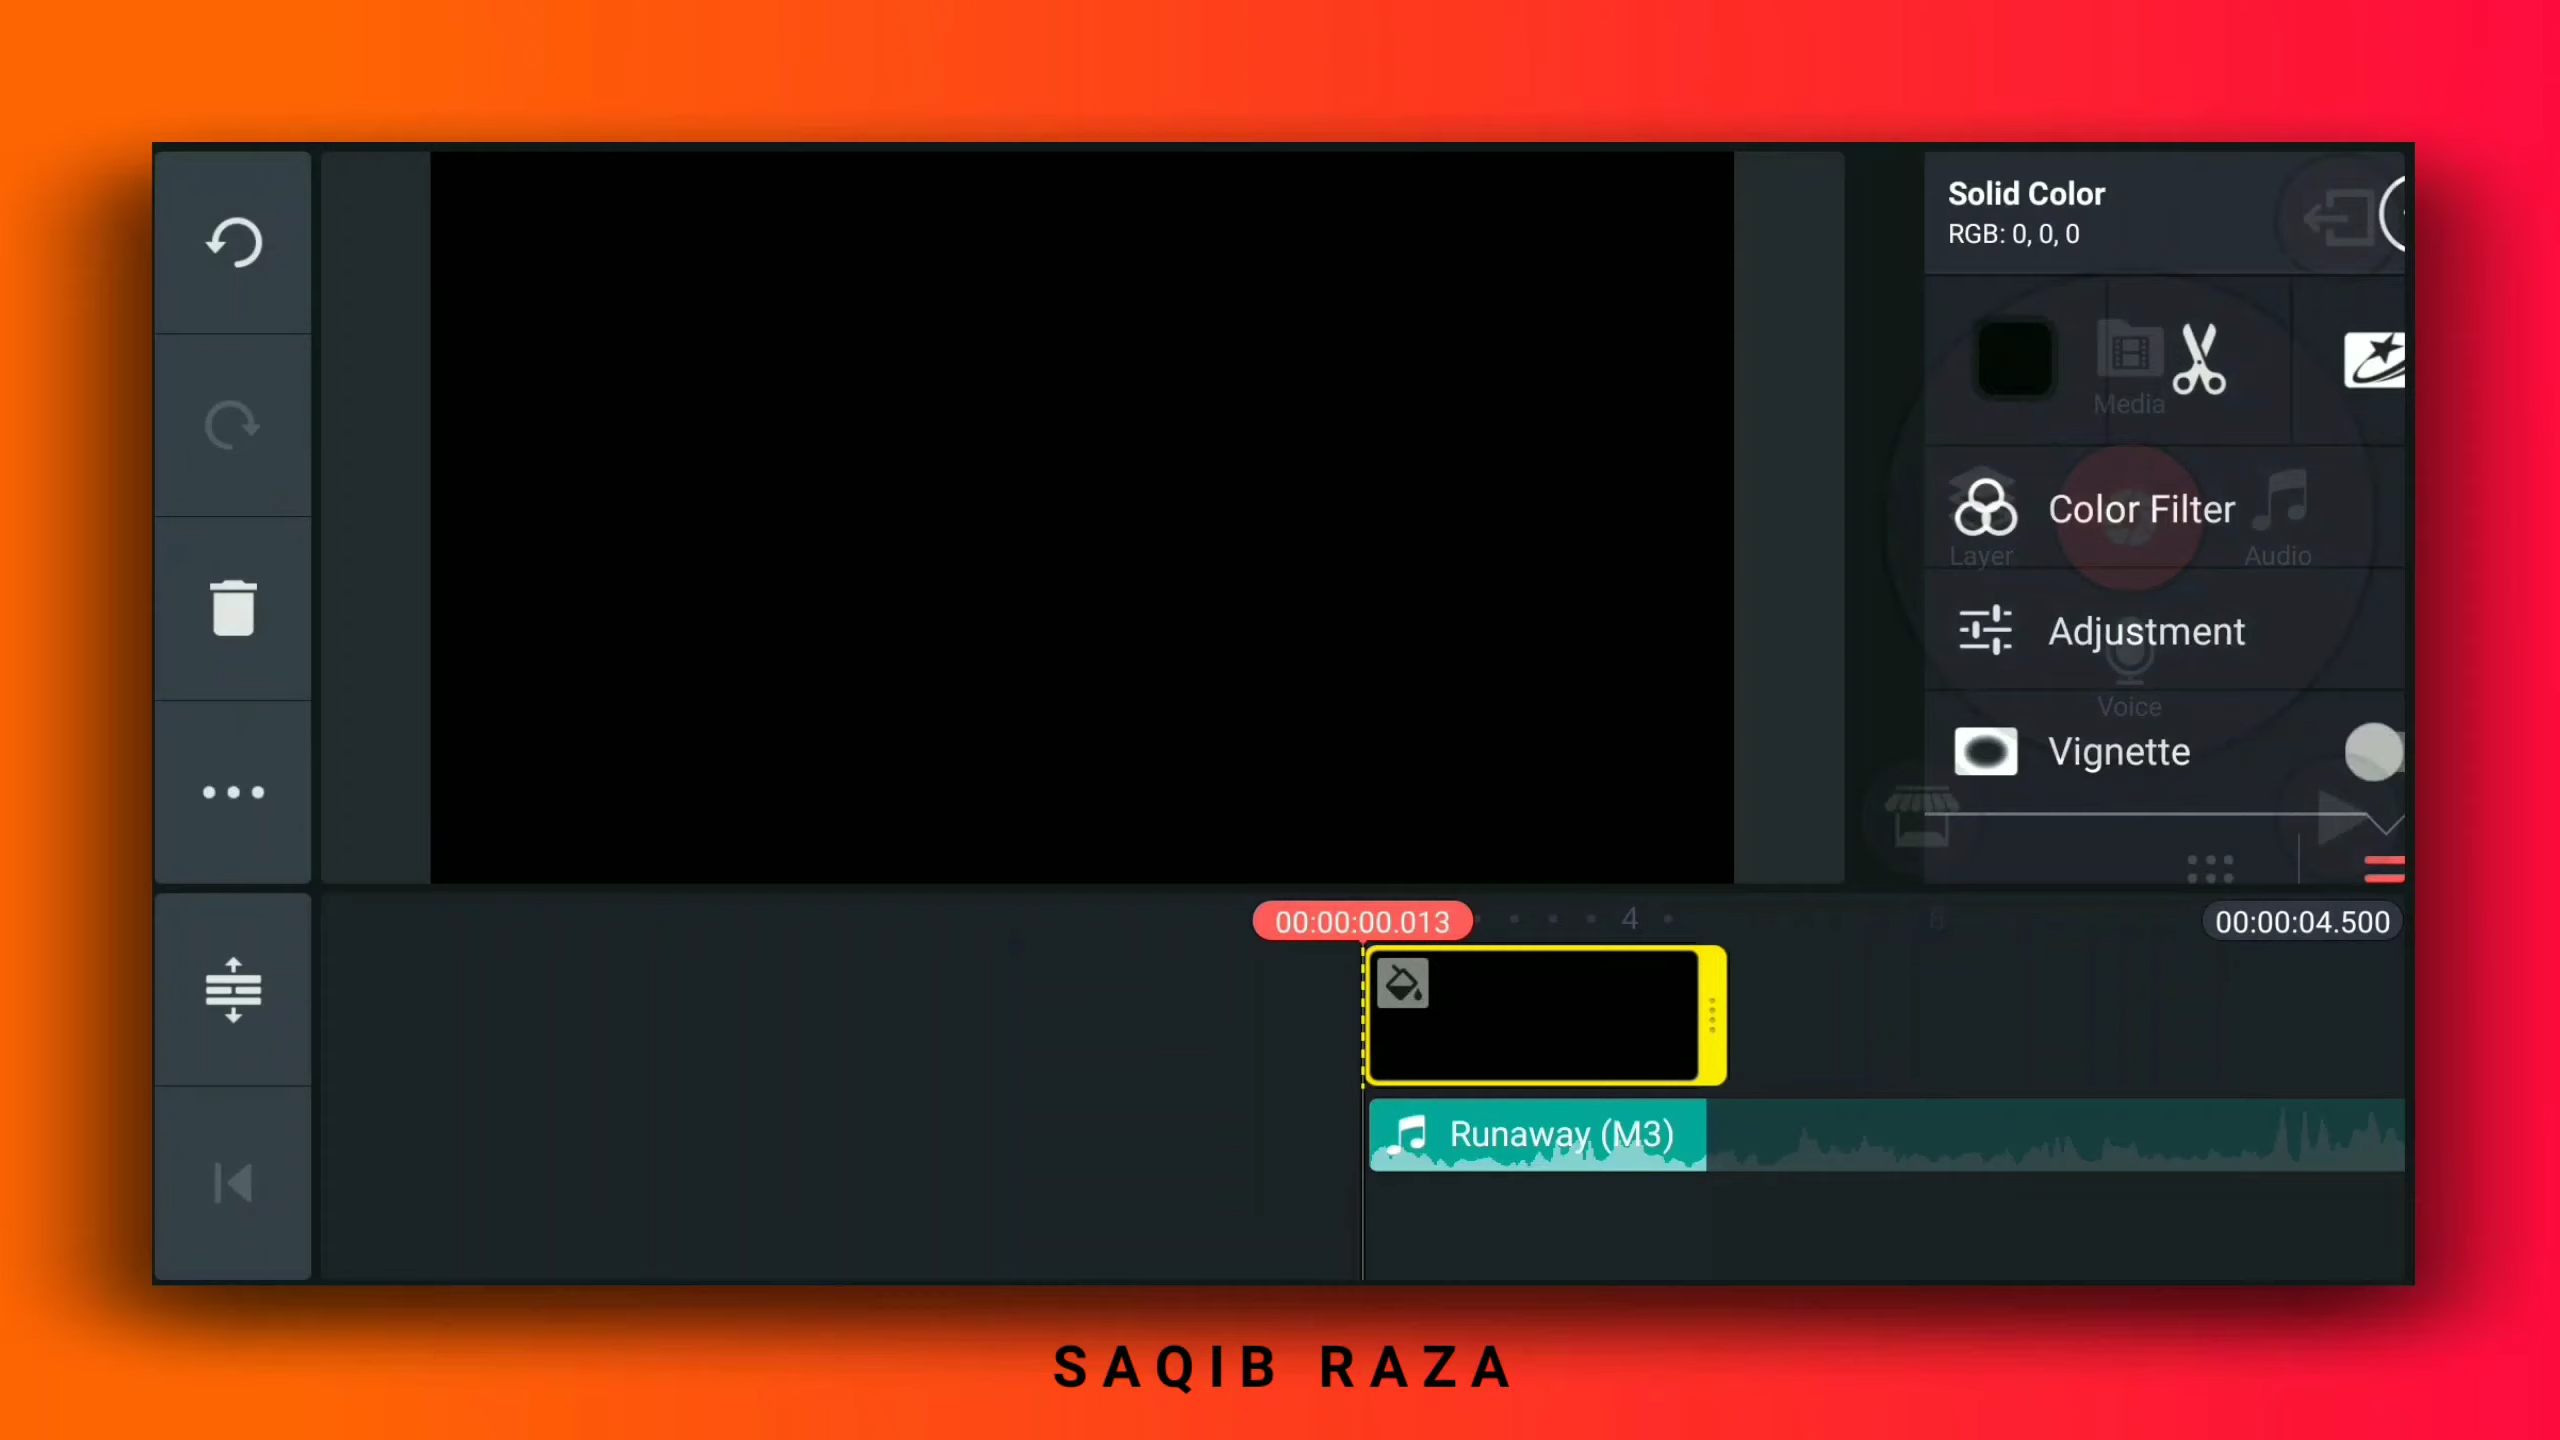 Solid Color
RGB: 0, 0, 0
Media
Color Filter
Layer
Audio
Adjustment
Voice
Vignette
00:00:00.013
4
00:00:04.500
Runaway (M3)
SAQIB RAZA